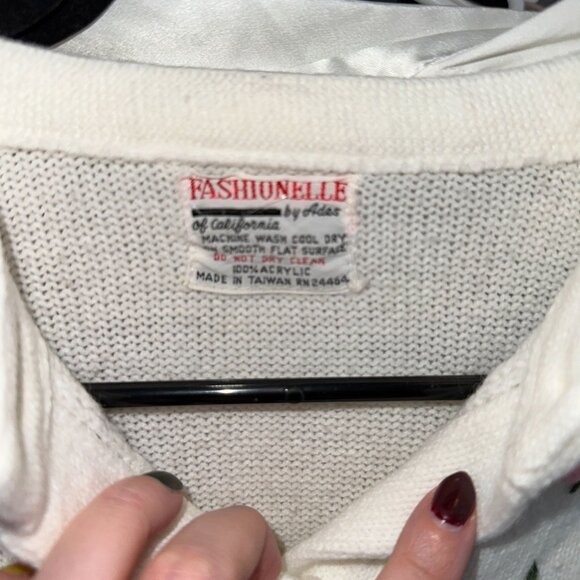 FASHIONELLE
by Ades
of California
MACHINE WASH COOL DRY
SMOOTH FLAT SURFACE
DO NOT DRY CLEAN
100% ACRYLIC
MADE IN TAIWAN RN 24464